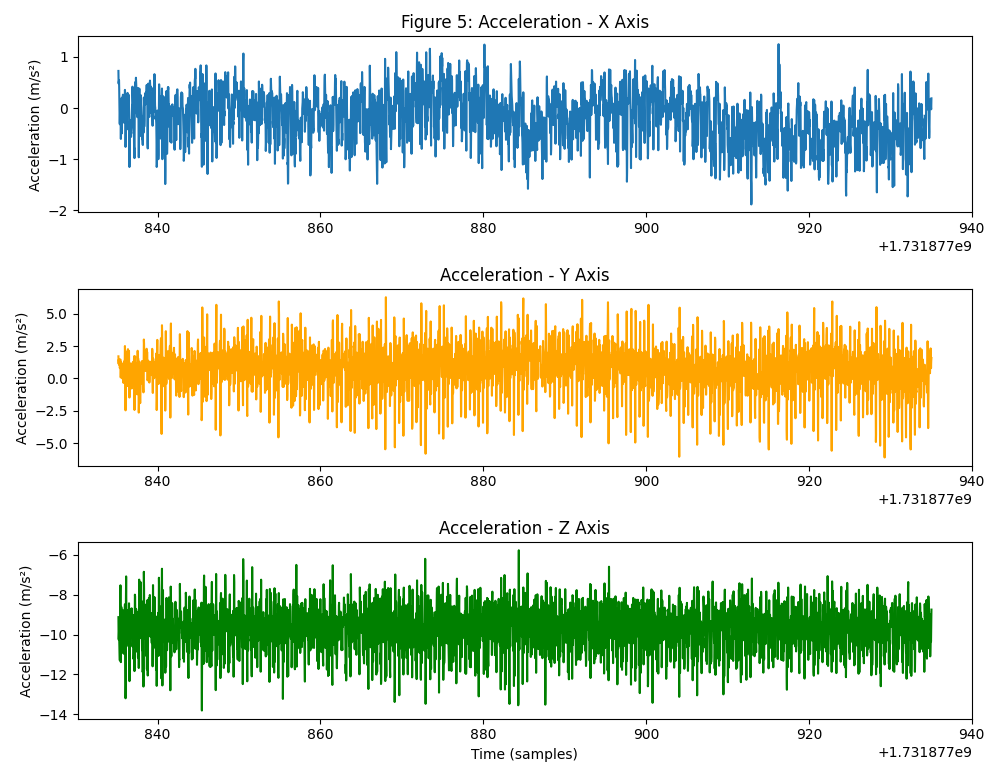 Figure 5: Acceleration - X Axis
Acceleration (m/s²)
1
0
−1
−2
840 860 880 900 920 940
+1.731877e9
Acceleration - Y Axis
Acceleration (m/s²)
5.0
2.5
0.0
−2.5
−5.0
840 860 880 900 920 940
+1.731877e9
Acceleration - Z Axis
Acceleration (m/s²)
−6
−8
−10
−12
−14
840 860 880 900 920 940
Time (samples)
+1.731877e9